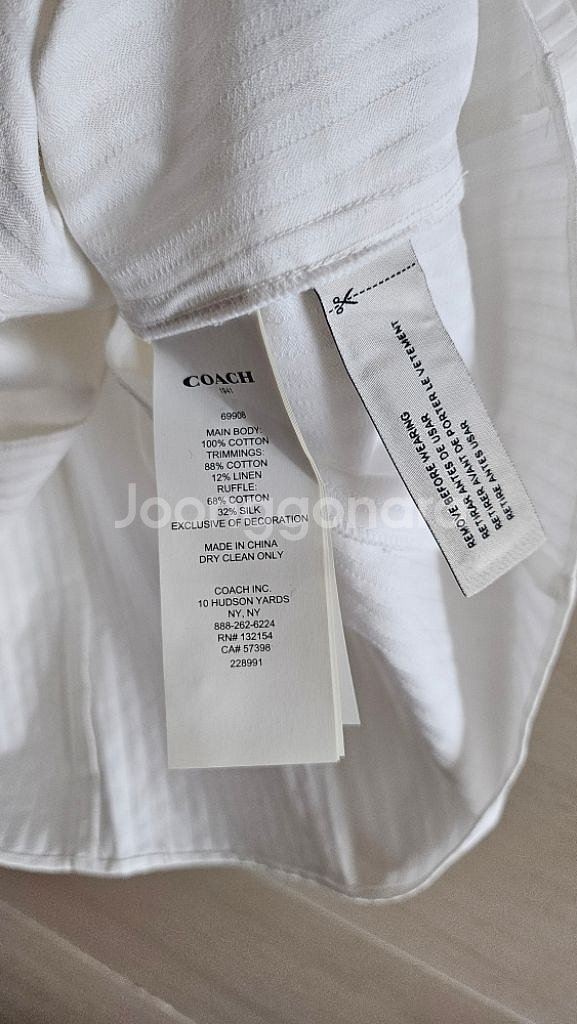 COACH
1941
69908
MAIN BODY:
100% COTTON
TRIMMINGS:
88% COTTON
12% LINEN
RUFFLE:
68% COTTON
32% SILK
EXCLUSIVE OF DECORATION
MADE IN CHINA
DRY CLEAN ONLY
COACH INC.
10 HUDSON YARDS
NY, NY
888-262-6224
RN# 132154
CA# 57398
228991
REMOVE BEFORE WEARING
RETIRAR ANTES DE USAR
RETIRER AVANT DE PORTER LE VETEMENT
RETIRE ANTES USAR